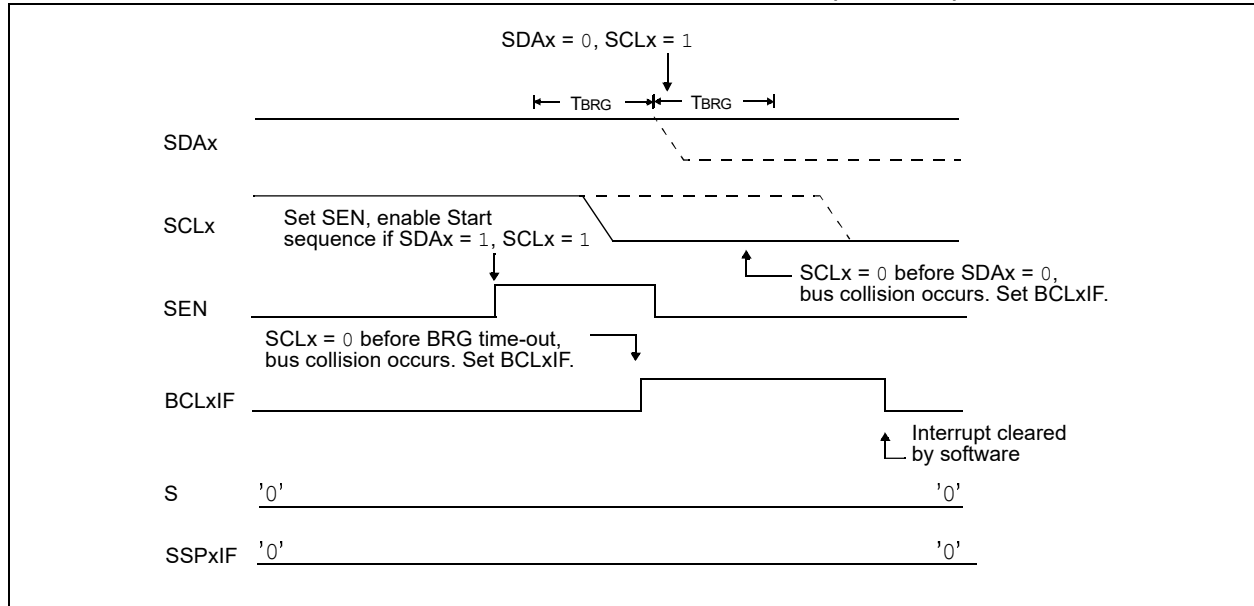 SDAx = 0, SCLx = 1
TBRG TBRG
SDAx
SCLx
Set SEN, enable Start
sequence if SDAx = 1, SCLx = 1
SCLx = 0 before SDAx = 0,
bus collision occurs. Set BCLxIF.
SEN
SCLx = 0 before BRG time-out,
bus collision occurs. Set BCLxIF.
BCLxIF
Interrupt cleared
by software
S '0' '0'
SSPxIF '0' '0'